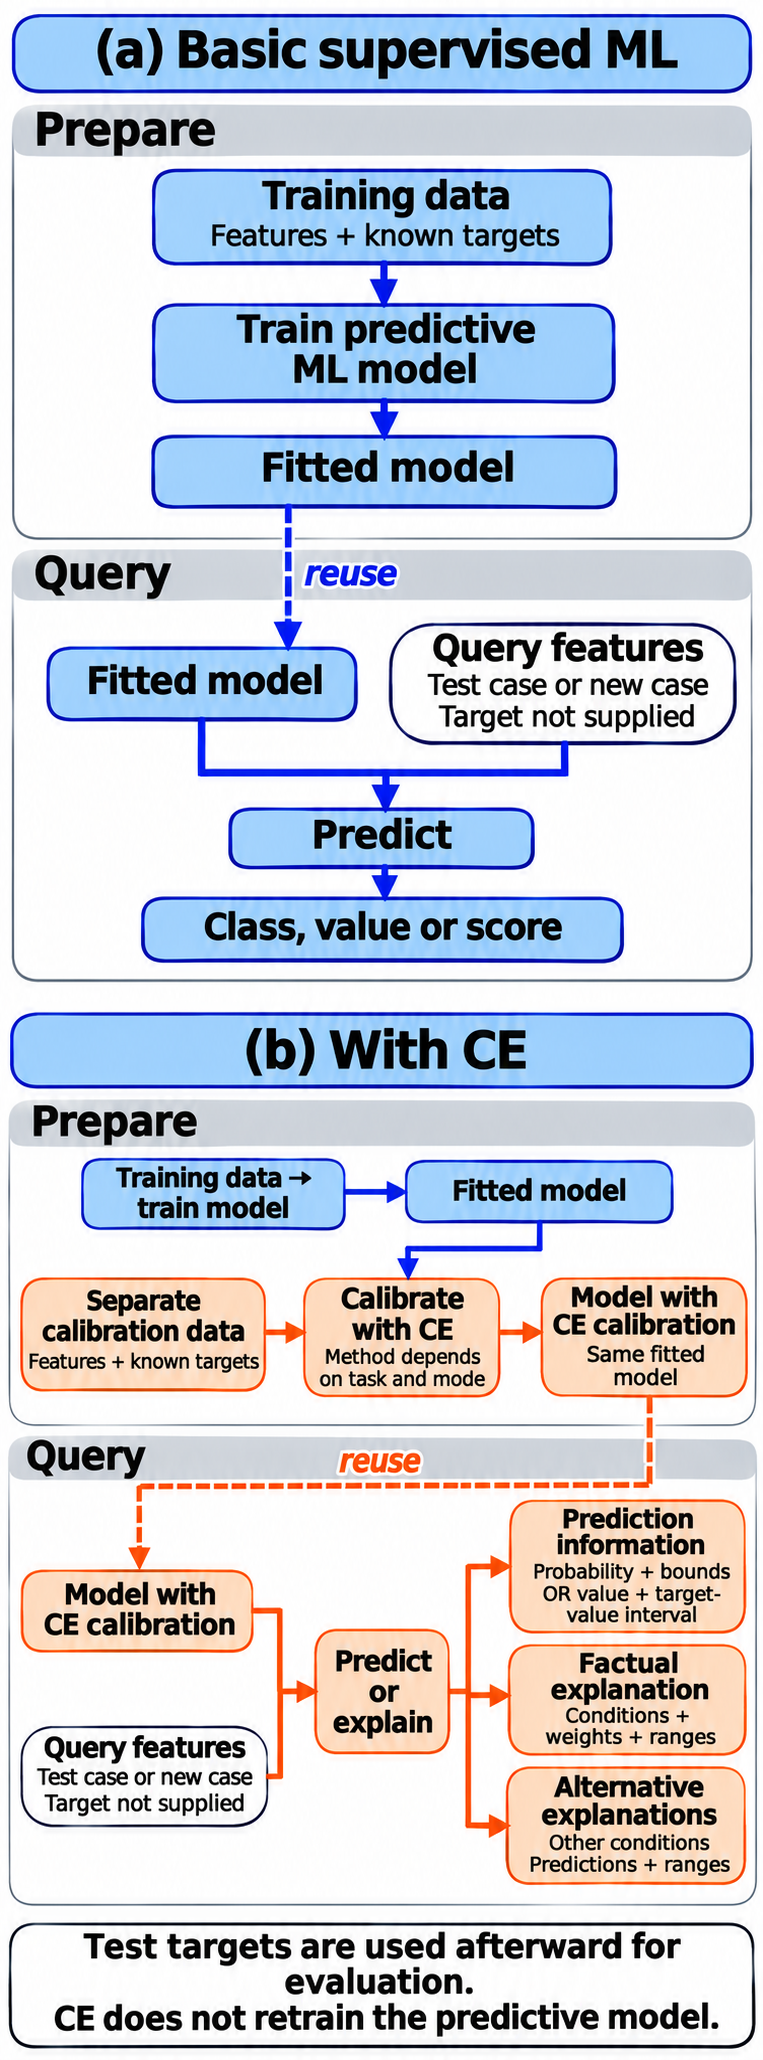 (a) Basic supervised ML
Prepare
Training data
Features + known targets
Train predictive
ML model
Fitted model
Query
reuse
Fitted model
Query features
Test case or new case
Target not supplied
Predict
Class, value or score
(b) With CE
Prepare
Training data →
train model
Fitted model
Separate
calibration data
Features + known targets
Calibrate
with CE
Method depends
on task and mode
Model with
CE calibration
Same fitted
model
Query
reuse
Model with
CE calibration
Query features
Test case or new case
Target not supplied
Predict
or
explain
Prediction
information
Probability + bounds
OR value + target-
value interval
Factual
explanation
Conditions +
weights + ranges
Alternative
explanations
Other conditions
Predictions + ranges
Test targets are used afterward for
evaluation.
CE does not retrain the predictive model.